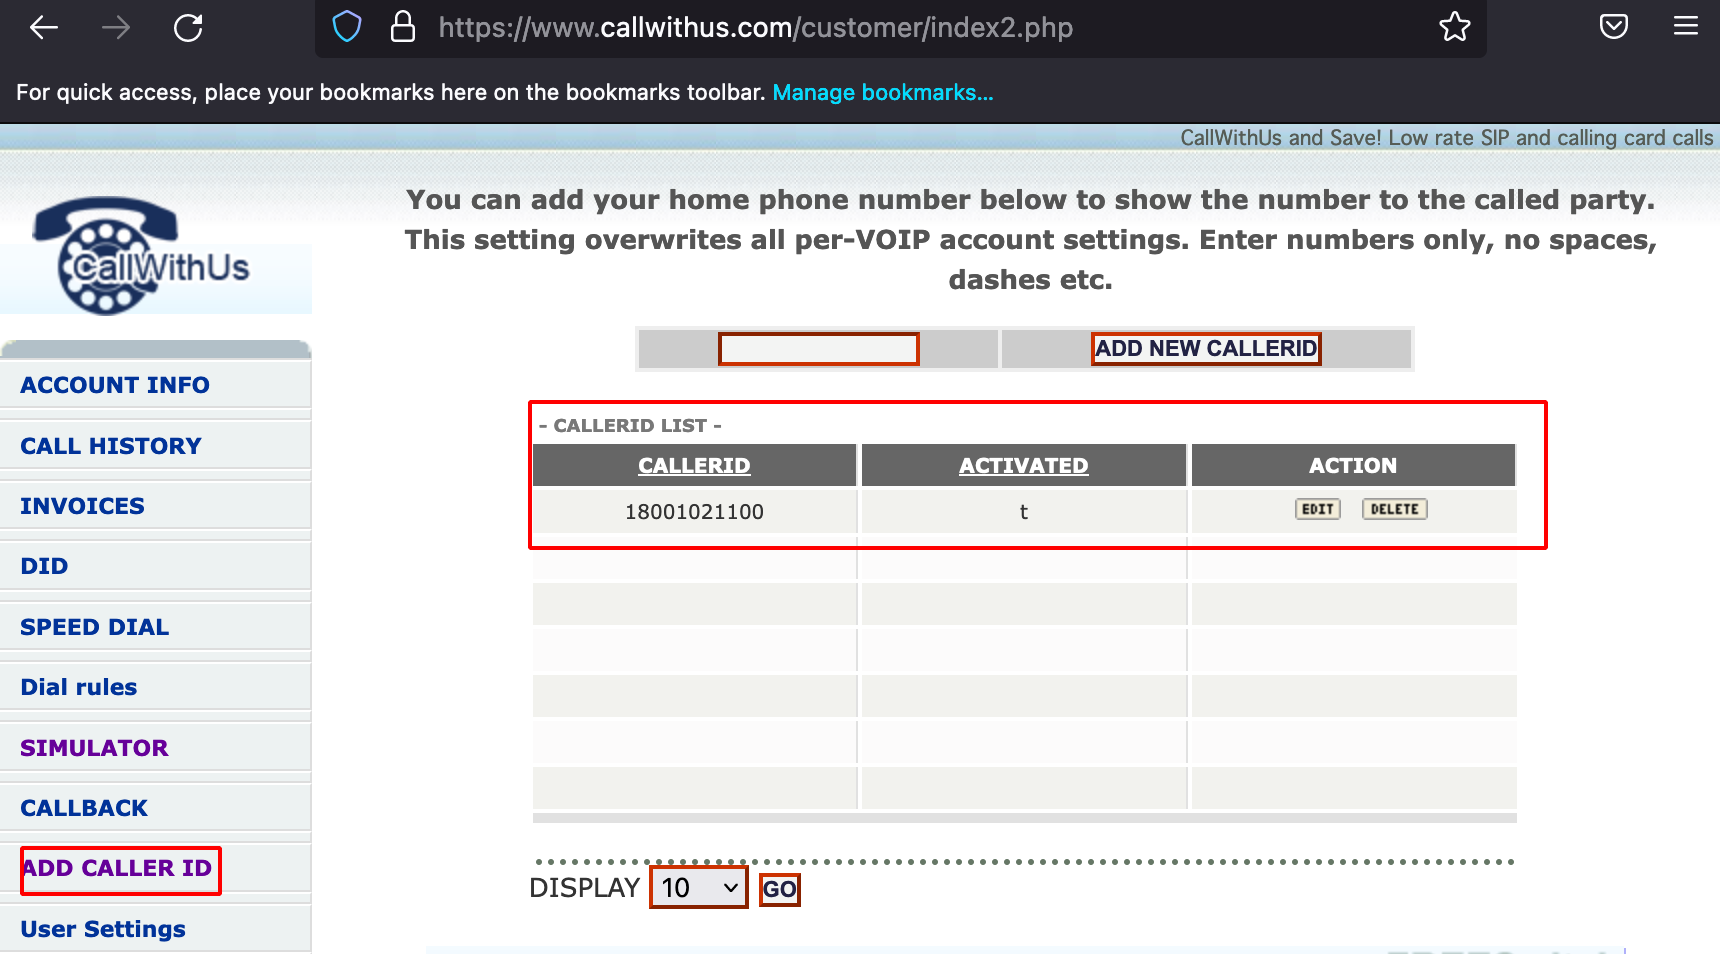 https://www.callwithus.com/customer/index2.php
For quick access, place your bookmarks here on the bookmarks toolbar. Manage bookmarks...
CallWithUs and Save! Low rate SIP and calling card calls
CallWithUs
You can add your home phone number below to show the number to the called party.
This setting overwrites all per-VOIP account settings. Enter numbers only, no spaces,
dashes etc.
ADD NEW CALLERID
ACCOUNT INFO
CALL HISTORY
INVOICES
DID
SPEED DIAL
Dial rules
SIMULATOR
CALLBACK
ADD CALLER ID
User Settings
- CALLERID LIST -
CALLERID ACTIVATED ACTION
18001021100 t EDIT DELETE
DISPLAY 10 GO